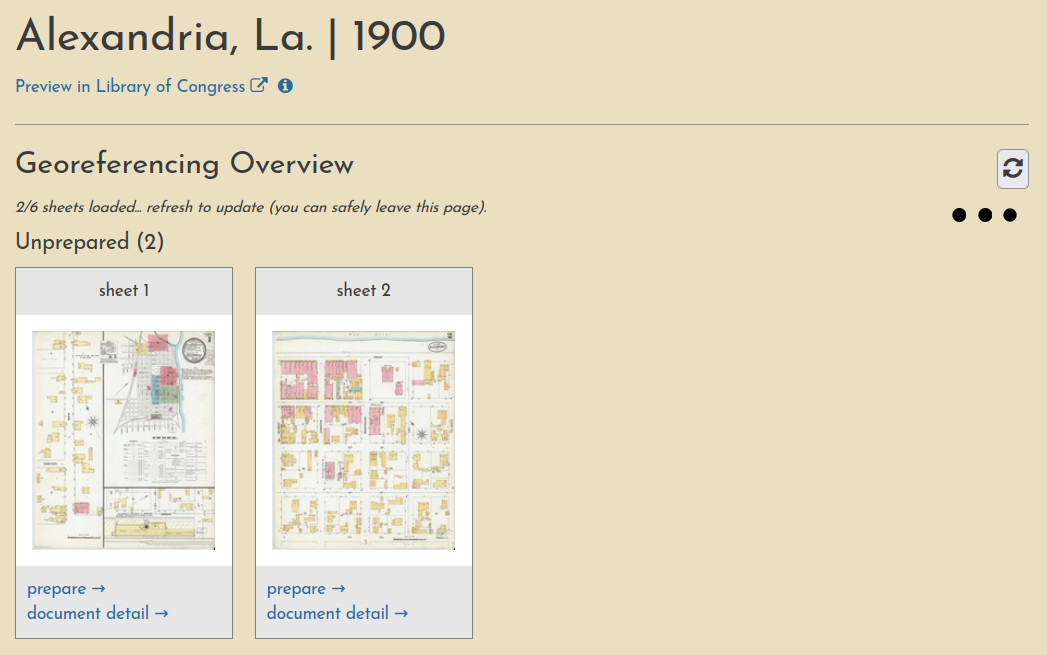 Alexandria, La. | 1900
Preview in Library of Congress
Georeferencing Overview
2/6 sheets loaded... refresh to update (you can safely leave this page).
Unprepared (2)
sheet 1
sheet 2
prepare →
document detail →
prepare →
document detail →